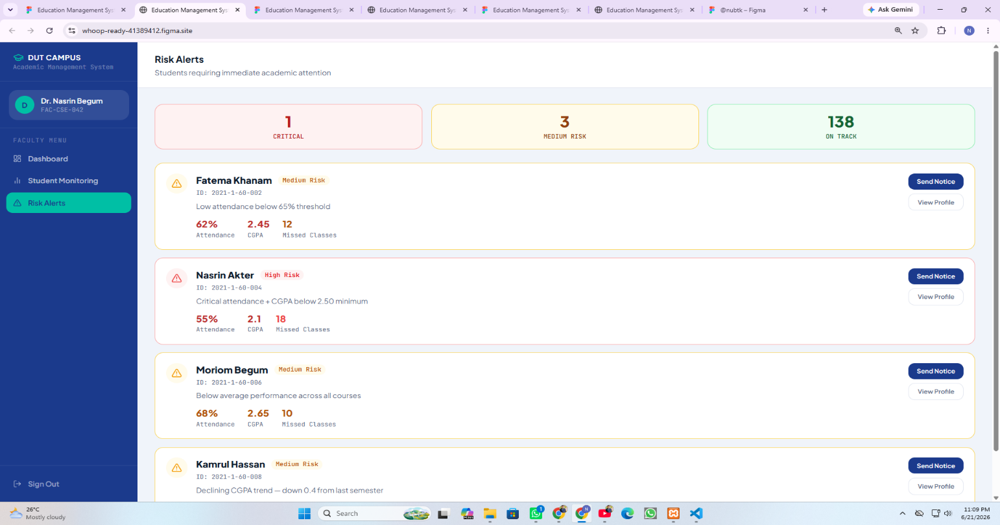 Education Management Sys
Education Management Sys
Education Management Sys
Education Management Sys
Education Management Sys
Education Management Sys
@nubtk – Figma
Ask Gemini
whoop-ready-41389412.figma.site
N
DUT CAMPUS
Academic Management System
D
Dr. Nasrin Begum
FAC-CSE-042
FACULTY MENU
Dashboard
Student Monitoring
Risk Alerts
Sign Out
Risk Alerts
Students requiring immediate academic attention
1
CRITICAL
3
MEDIUM RISK
138
ON TRACK
Fatema Khanam Medium Risk
ID: 2021-1-60-002
Low attendance below 65% threshold
62% 2.45 12
Attendance CGPA Missed Classes
Send Notice
View Profile
Nasrin Akter High Risk
ID: 2021-1-60-004
Critical attendance + CGPA below 2.50 minimum
55% 2.1 18
Attendance CGPA Missed Classes
Send Notice
View Profile
Moriom Begum Medium Risk
ID: 2021-1-60-006
Below average performance across all courses
68% 2.65 10
Attendance CGPA Missed Classes
Send Notice
View Profile
Kamrul Hassan Medium Risk
ID: 2021-1-60-008
Declining CGPA trend — down 0.4 from last semester
Send Notice
View Profile
26°C
Mostly cloudy
Search
M365
1
N
11:09 PM
6/21/2026